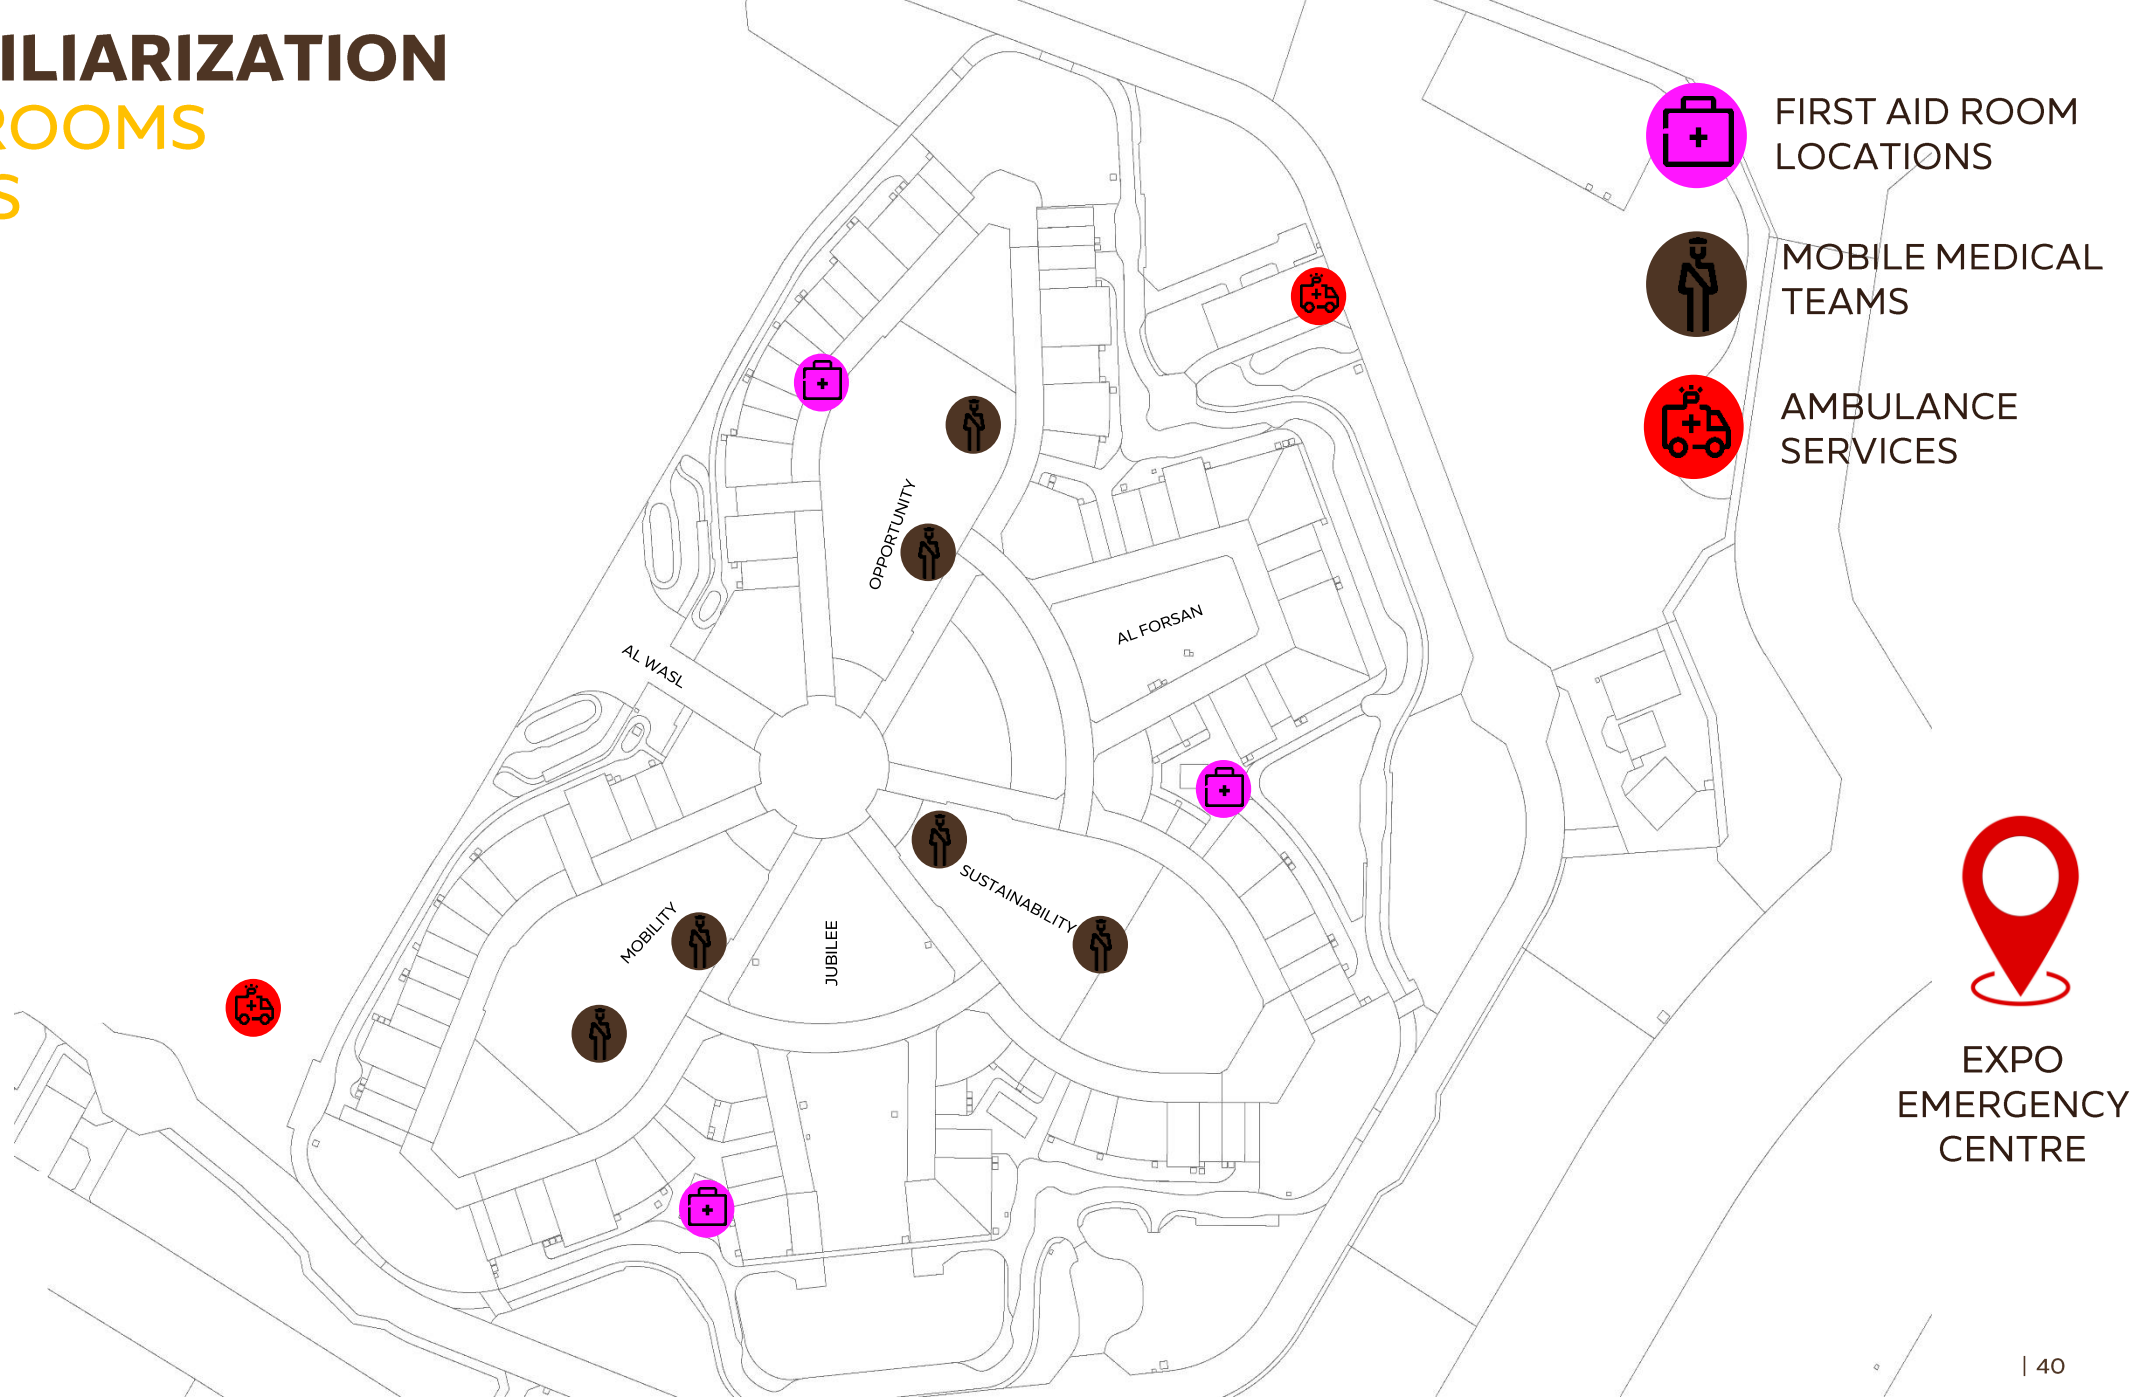 ILIARIZATION
ROOMS
S
FIRST AID ROOM
LOCATIONS
MOBILE MEDICAL
TEAMS
AMBULANCE
SERVICES
OPPORTUNITY
AL FORSAN
AL WASL
SUSTAINABILITY
MOBILITY
JUBILEE
EXPO
EMERGENCY
CENTRE
| 40